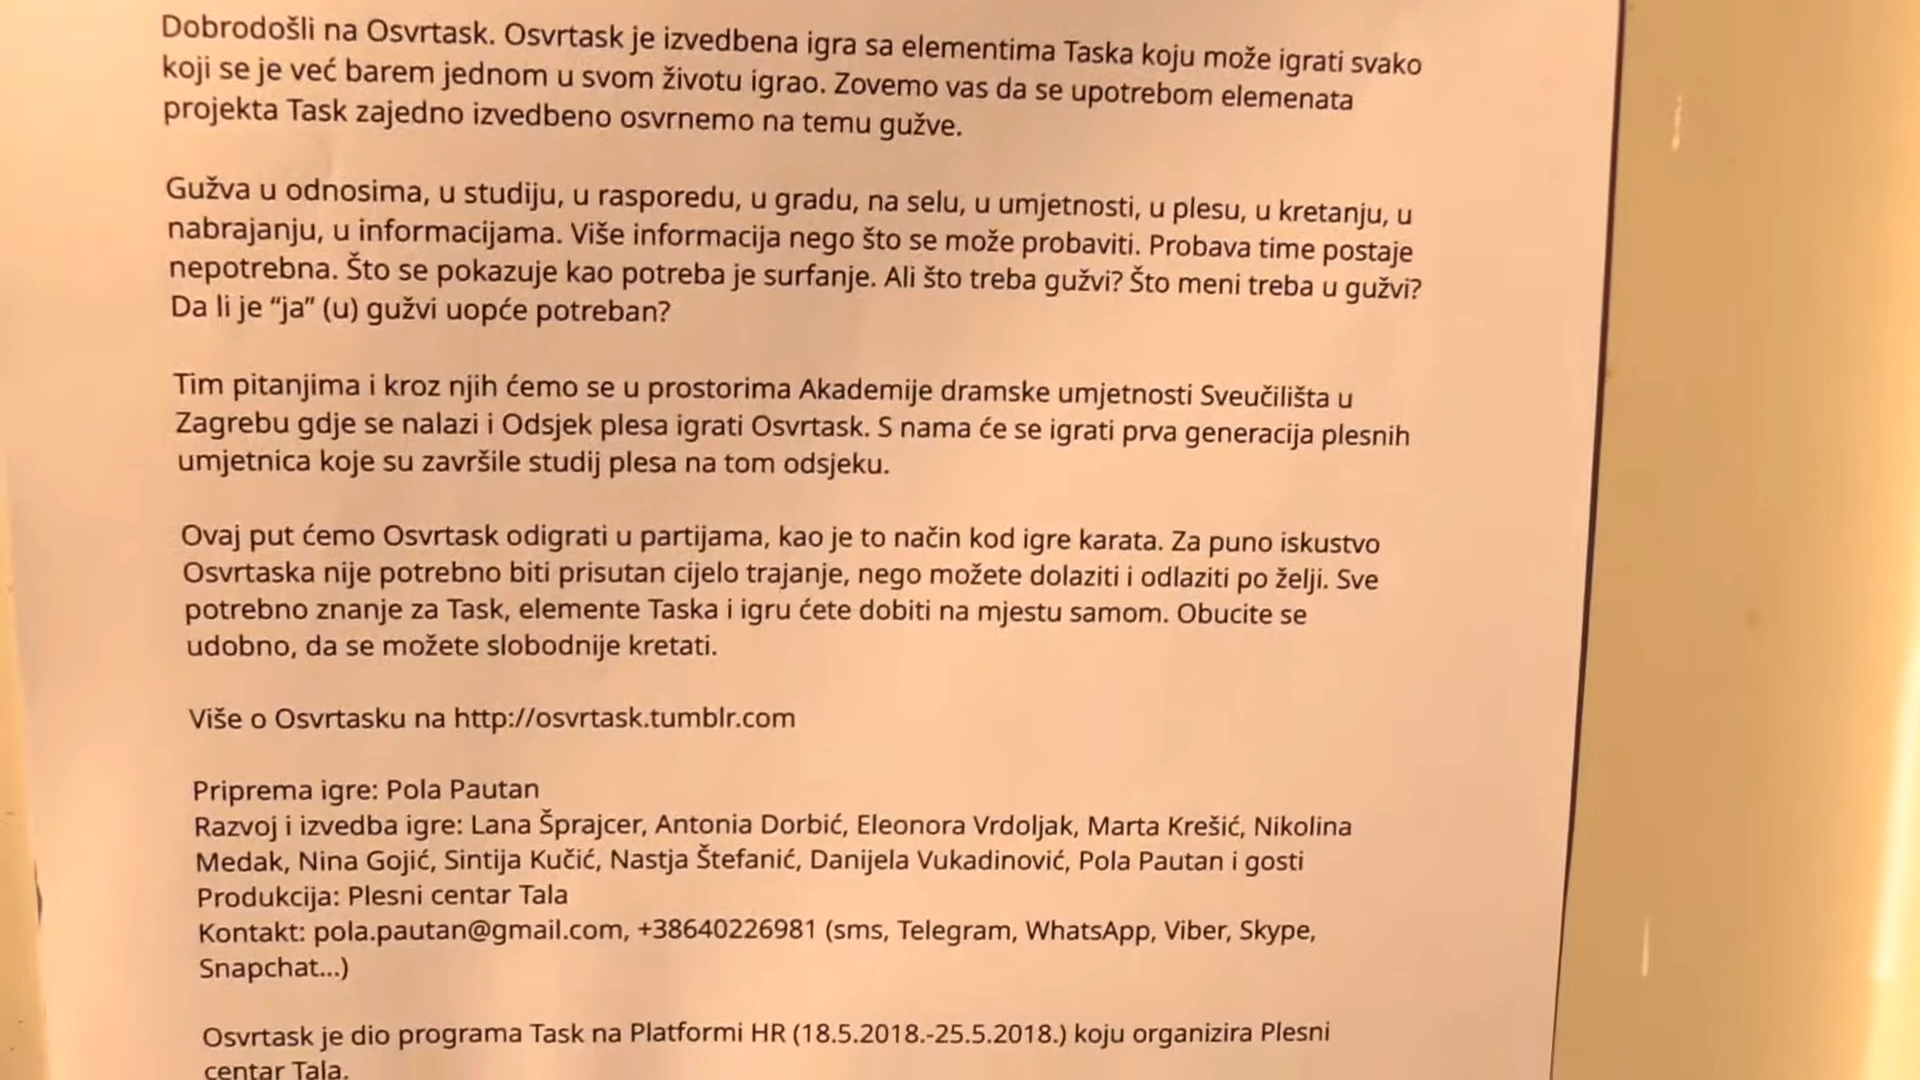 Dobrodošli na Osvrtask. Osvrtask je izvedbena igra sa elementima Taska koju može igrati svako
koji se je već barem jednom u svom životu igrao. Zovemo vas da se upotrebom elemenata
projekta Task zajedno izvedbeno osvrnemo na temu gužve.
Gužva u odnosima, u studiju, u rasporedu, u gradu, na selu, u umjetnosti, u plesu, u kretanju, u
nabrajanju, u informacijama. Više informacija nego što se može probaviti. Probava time postaje
nepotrebna. Što se pokazuje kao potreba je surfanje. Ali što treba gužvi? Što meni treba u gužvi?
Da li je “ja” (u) gužvi uopće potreban?
Tim pitanjima i kroz njih ćemo se u prostorima Akademije dramske umjetnosti Sveučilišta u
Zagrebu gdje se nalazi i Odsjek plesa igrati Osvrtask. S nama će se igrati prva generacija plesnih
umjetnica koje su završile studij plesa na tom odsjeku.
Ovaj put ćemo Osvrtask odigrati u partijama, kao je to način kod igre karata. Za puno iskustvo
Osvrtaska nije potrebno biti prisutan cijelo trajanje, nego možete dolaziti i odlaziti po želji. Sve
potrebno znanje za Task, elemente Taska i igru ćete dobiti na mjestu samom. Obucite se
udobno, da se možete slobodnije kretati.
Više o Osvrtasku na http://osvrtask.tumblr.com
Priprema igre: Pola Pautan
Razvoj i izvedba igre: Lana Šprajcer, Antonia Dorbić, Eleonora Vrdoljak, Marta Krešić, Nikolina
Medak, Nina Gojić, Sintija Kučić, Nastja Štefanić, Danijela Vukadinović, Pola Pautan i gosti
Produkcija: Plesni centar Tala
Kontakt: pola.pautan@gmail.com, +38640226981 (sms, Telegram, WhatsApp, Viber, Skype,
Snapchat...)
Osvrtask je dio programa Task na Platformi HR (18.5.2018.-25.5.2018.) koju organizira Plesni
centar Tala.